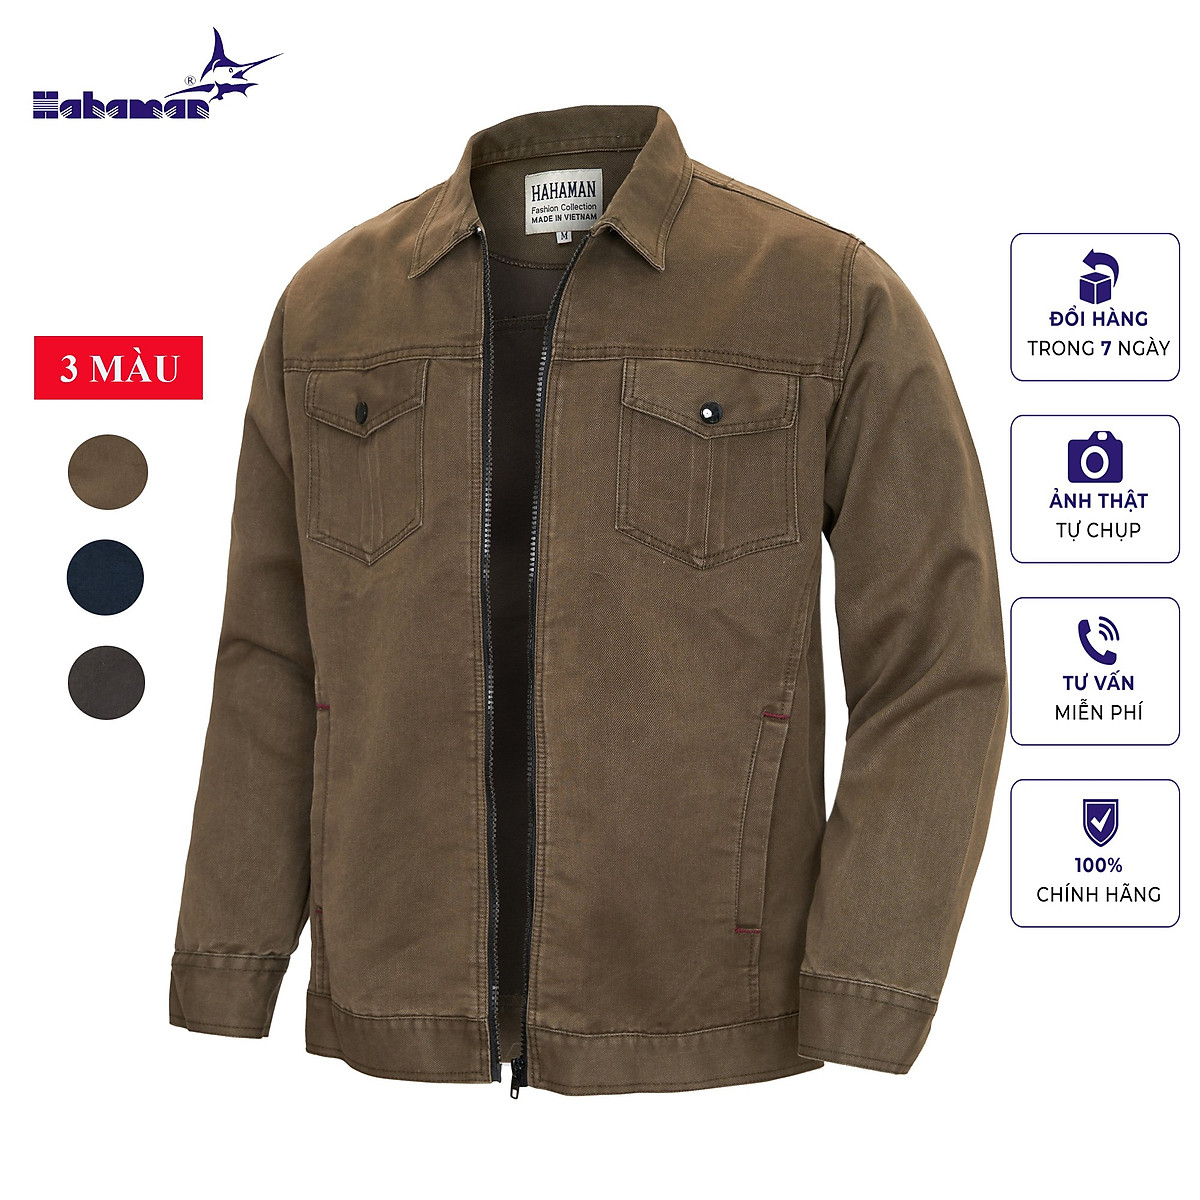 Hahaman
®
HAHAMAN
Fashion Collection
MADE IN VIETNAM
M
3 MÀU
ĐỔI HÀNG
TRONG 7 NGÀY
ẢNH THẬT
TỰ CHỤP
TƯ VẤN
MIỄN PHÍ
100%
CHÍNH HÃNG